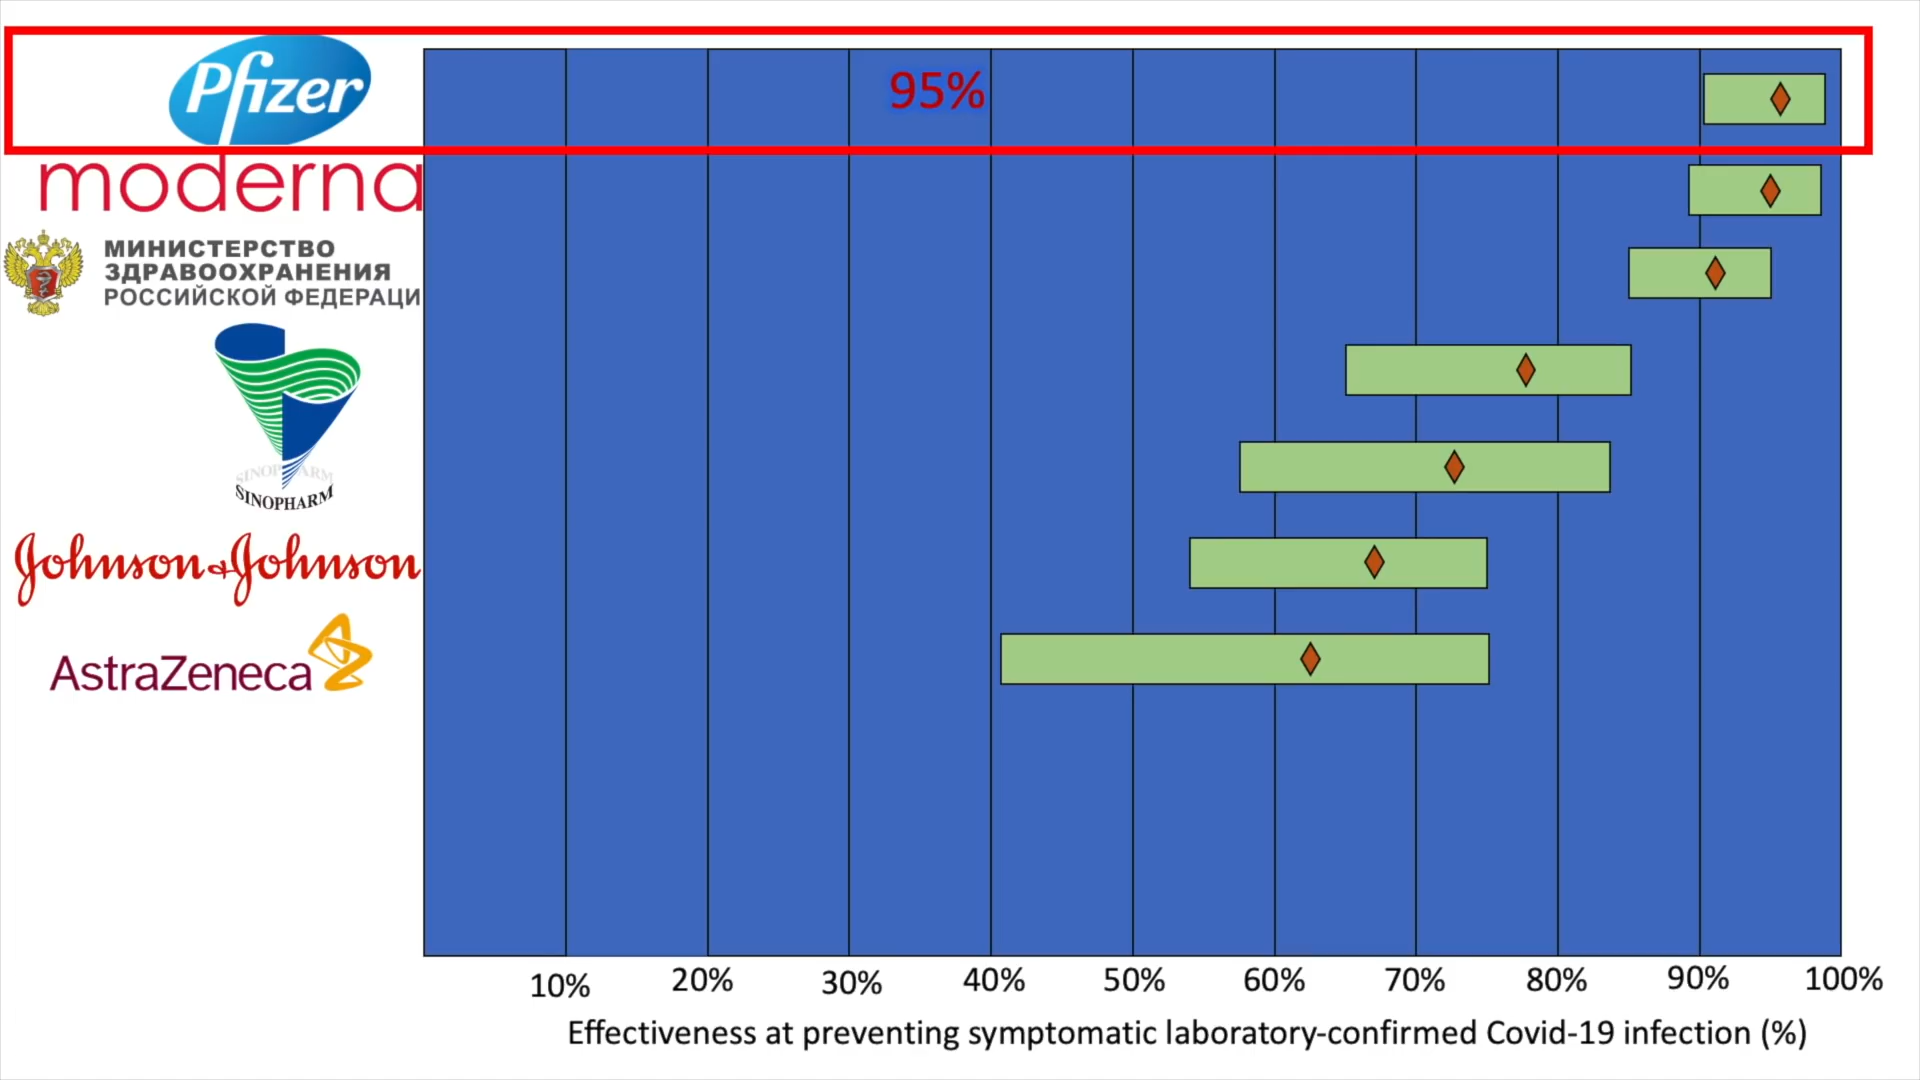 Pfizer
95%
moderna
МИНИСТЕРСТВО
ЗДРАВООХРАНЕНИЯ
РОССИЙСКОЙ ФЕДЕРАЦИ
SINOPHARM
SINOPHARM
Johnson & Johnson
AstraZeneca
10% 20% 30% 40% 50% 60% 70% 80% 90% 100%
Effectiveness at preventing symptomatic laboratory-confirmed Covid-19 infection (%)